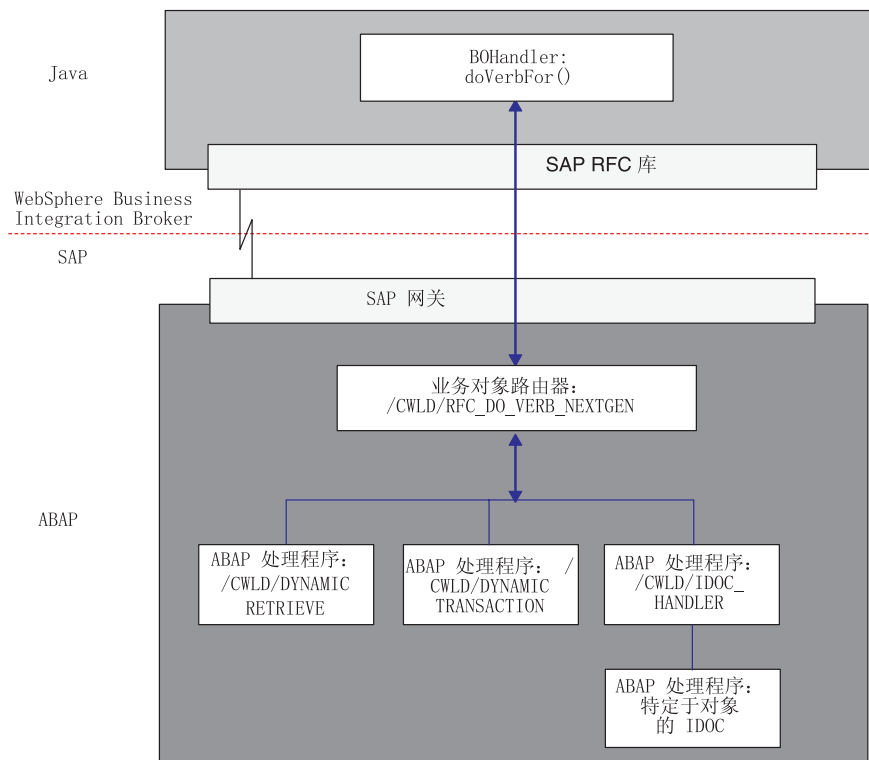 BOHandler:
doVerbFor()
Java
SAP RFC 库
WebSphere Business
Integration Broker
SAP
SAP 网关
业务对象路由器:
/CWLD/RFC_DO_VERB_NEXTGEN
ABAP
ABAP 处理程序:
/CWLD/DYNAMIC
RETRIEVE
ABAP 处理程序: /
CWLD/DYNAMIC
TRANSACTION
ABAP 处理程序:
/CWLD/IDOC_
HANDLER
ABAP 处理程序:
特定于对象
的 IDOC